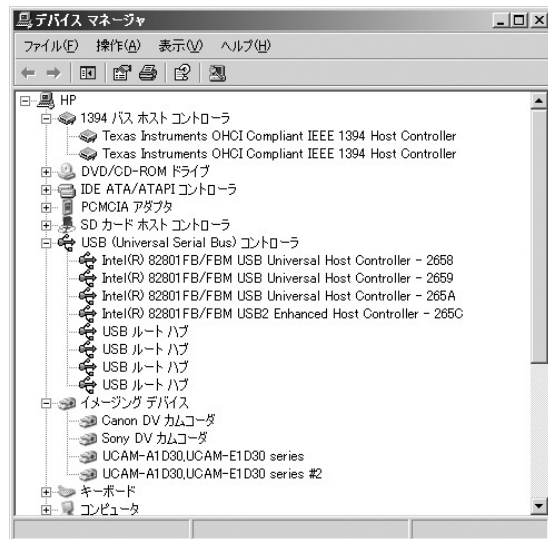 デバイス マネージャ
ファイル(F) 操作(A) 表示(V) ヘルプ(H)
HP
1394 バス ホスト コントローラ
Texas Instruments OHCI Compliant IEEE 1394 Host Controller
Texas Instruments OHCI Compliant IEEE 1394 Host Controller
DVD/CD-ROM ドライブ
IDE ATA/ATAPI コントローラ
PCMCIA アダプタ
SD カード ホスト コントローラ
USB (Universal Serial Bus) コントローラ
Intel(R) 82801FB/FBM USB Universal Host Controller - 2658
Intel(R) 82801FB/FBM USB Universal Host Controller - 2659
Intel(R) 82801FB/FBM USB Universal Host Controller - 265A
Intel(R) 82801FB/FBM USB2 Enhanced Host Controller - 265C
USB ルート ハブ
USB ルート ハブ
USB ルート ハブ
USB ルート ハブ
イメージング デバイス
Canon DV カムコーダ
Sony DV カムコーダ
UCAM-A1D30,UCAM-E1D30 series
UCAM-A1D30,UCAM-E1D30 series #2
キーボード
コンピュータ